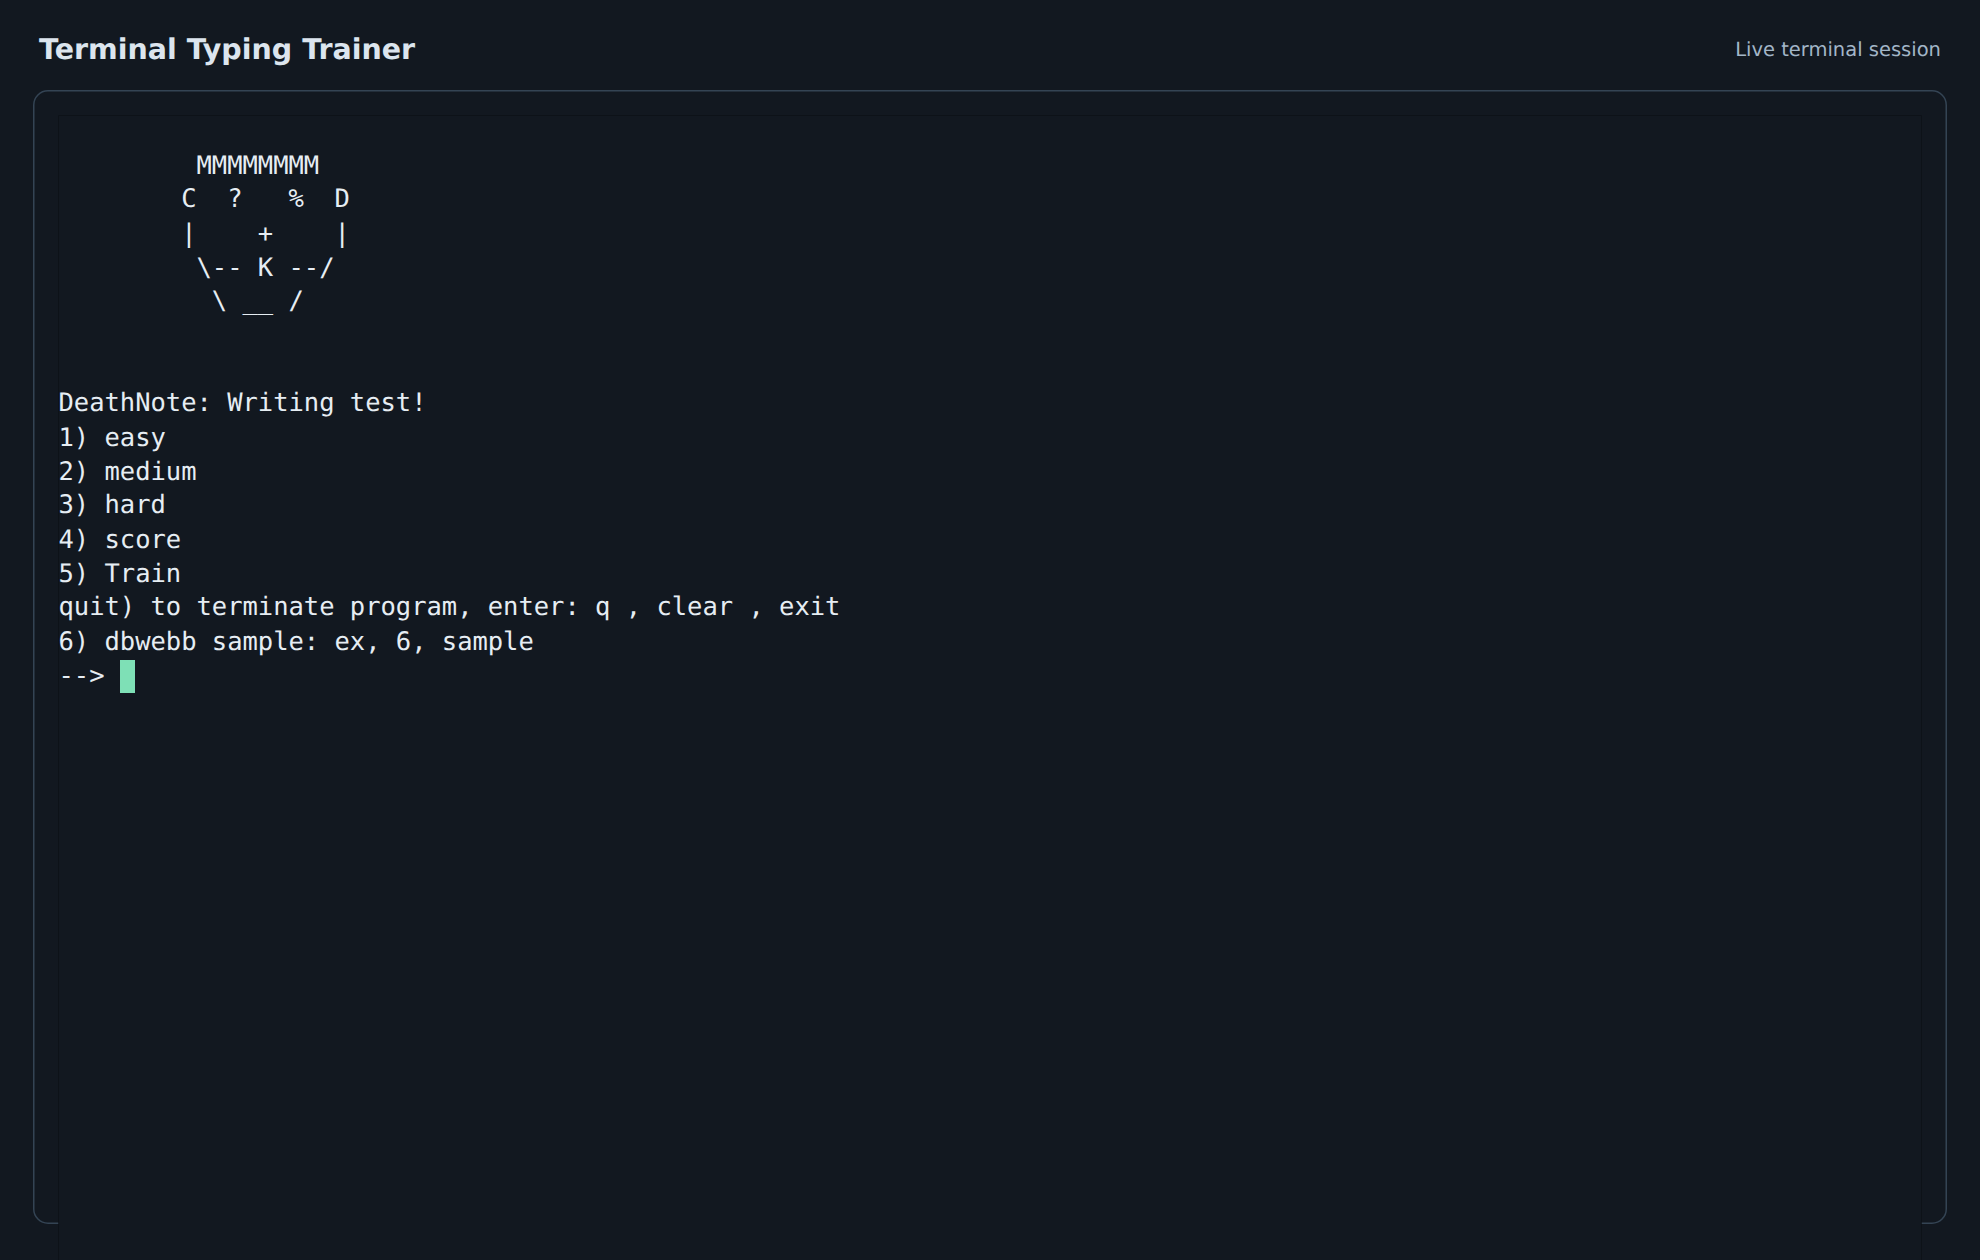 Terminal Typing Trainer
Live terminal session
MMMMMMMM
C  ?   %  D
|    +    |
\-- K --/
\ __ /
DeathNote: Writing test!
1) easy
2) medium
3) hard
4) score
5) Train
quit) to terminate program, enter: q , clear , exit
6) dbwebb sample: ex, 6, sample
-->